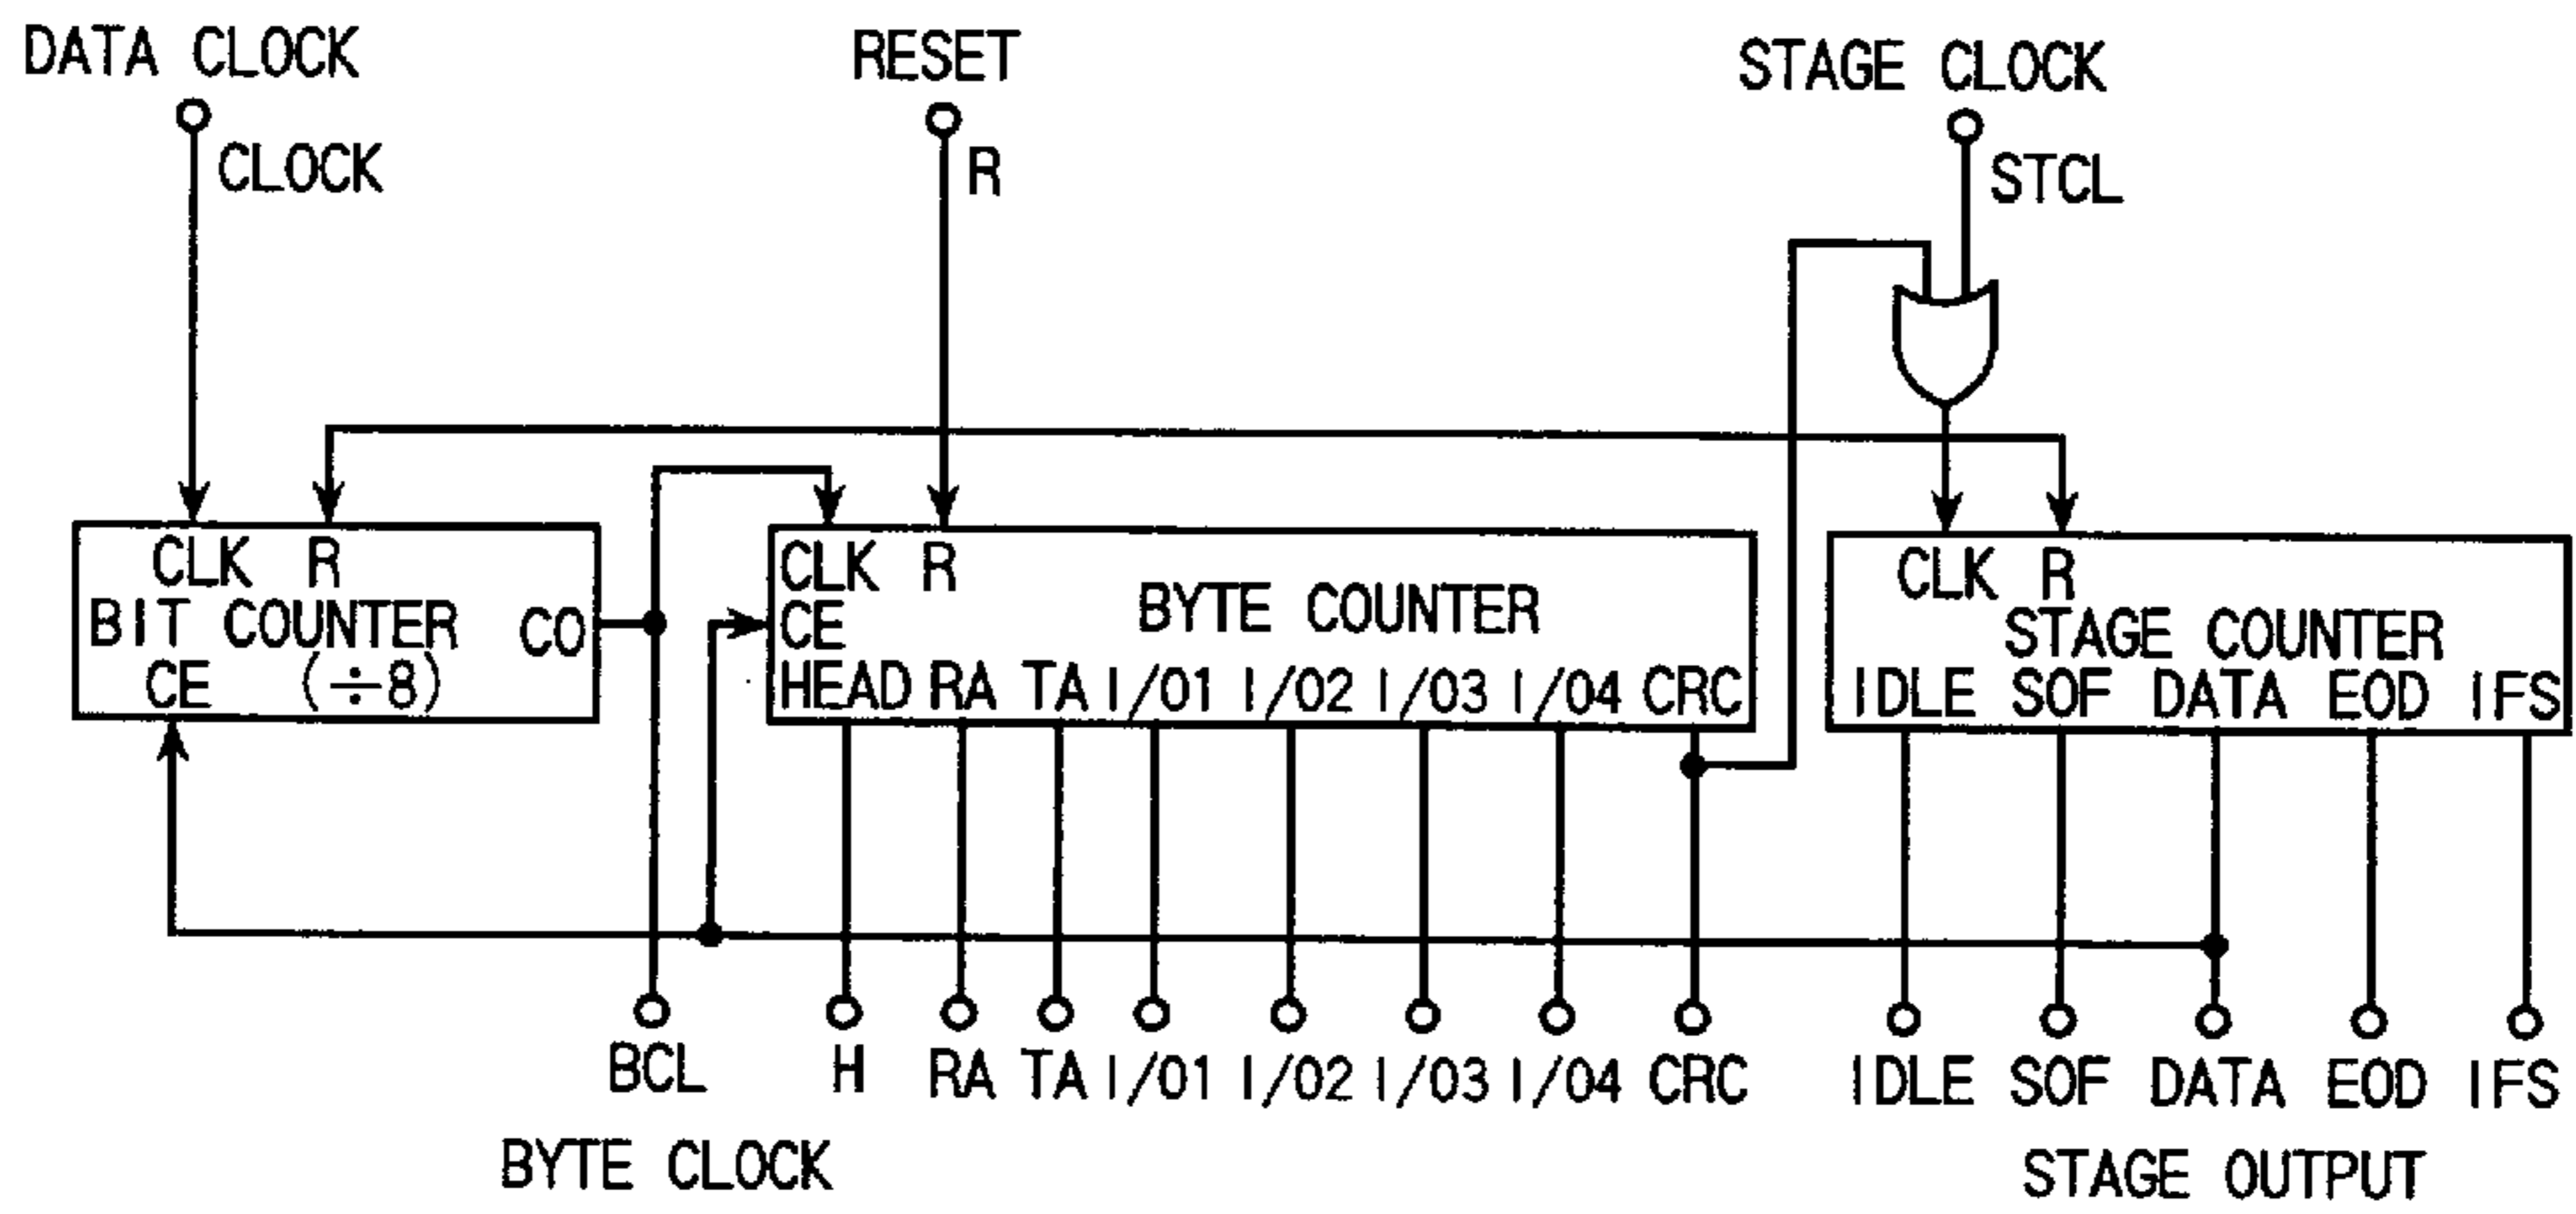 DATA CLOCK
RESET
STAGE CLOCK
CLOCK
R
STCL
CLK R
BIT COUNTER CO
CE (÷8)
CLK R
CE BYTE COUNTER
HEAD RA TA I/01 I/02 I/03 I/04 CRC
CLK R
STAGE COUNTER
IDLE SOF DATA EOD IFS
BCL H RA TA I/01 I/02 I/03 I/04 CRC IDLE SOF DATA EOD IFS
BYTE CLOCK
STAGE OUTPUT